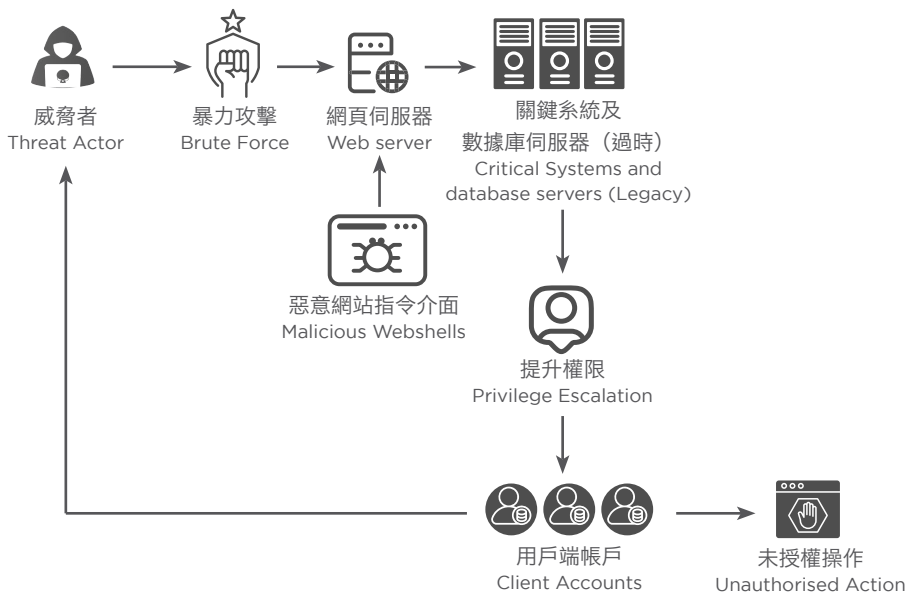 威脅者
Threat Actor
暴力攻擊
Brute Force
網頁伺服器
Web server
關鍵系統及
數據庫伺服器（過時）
Critical Systems and
database servers (Legacy)
惡意網站指令介面
Malicious Webshells
提升權限
Privilege Escalation
用戶端帳戶
Client Accounts
未授權操作
Unauthorised Action